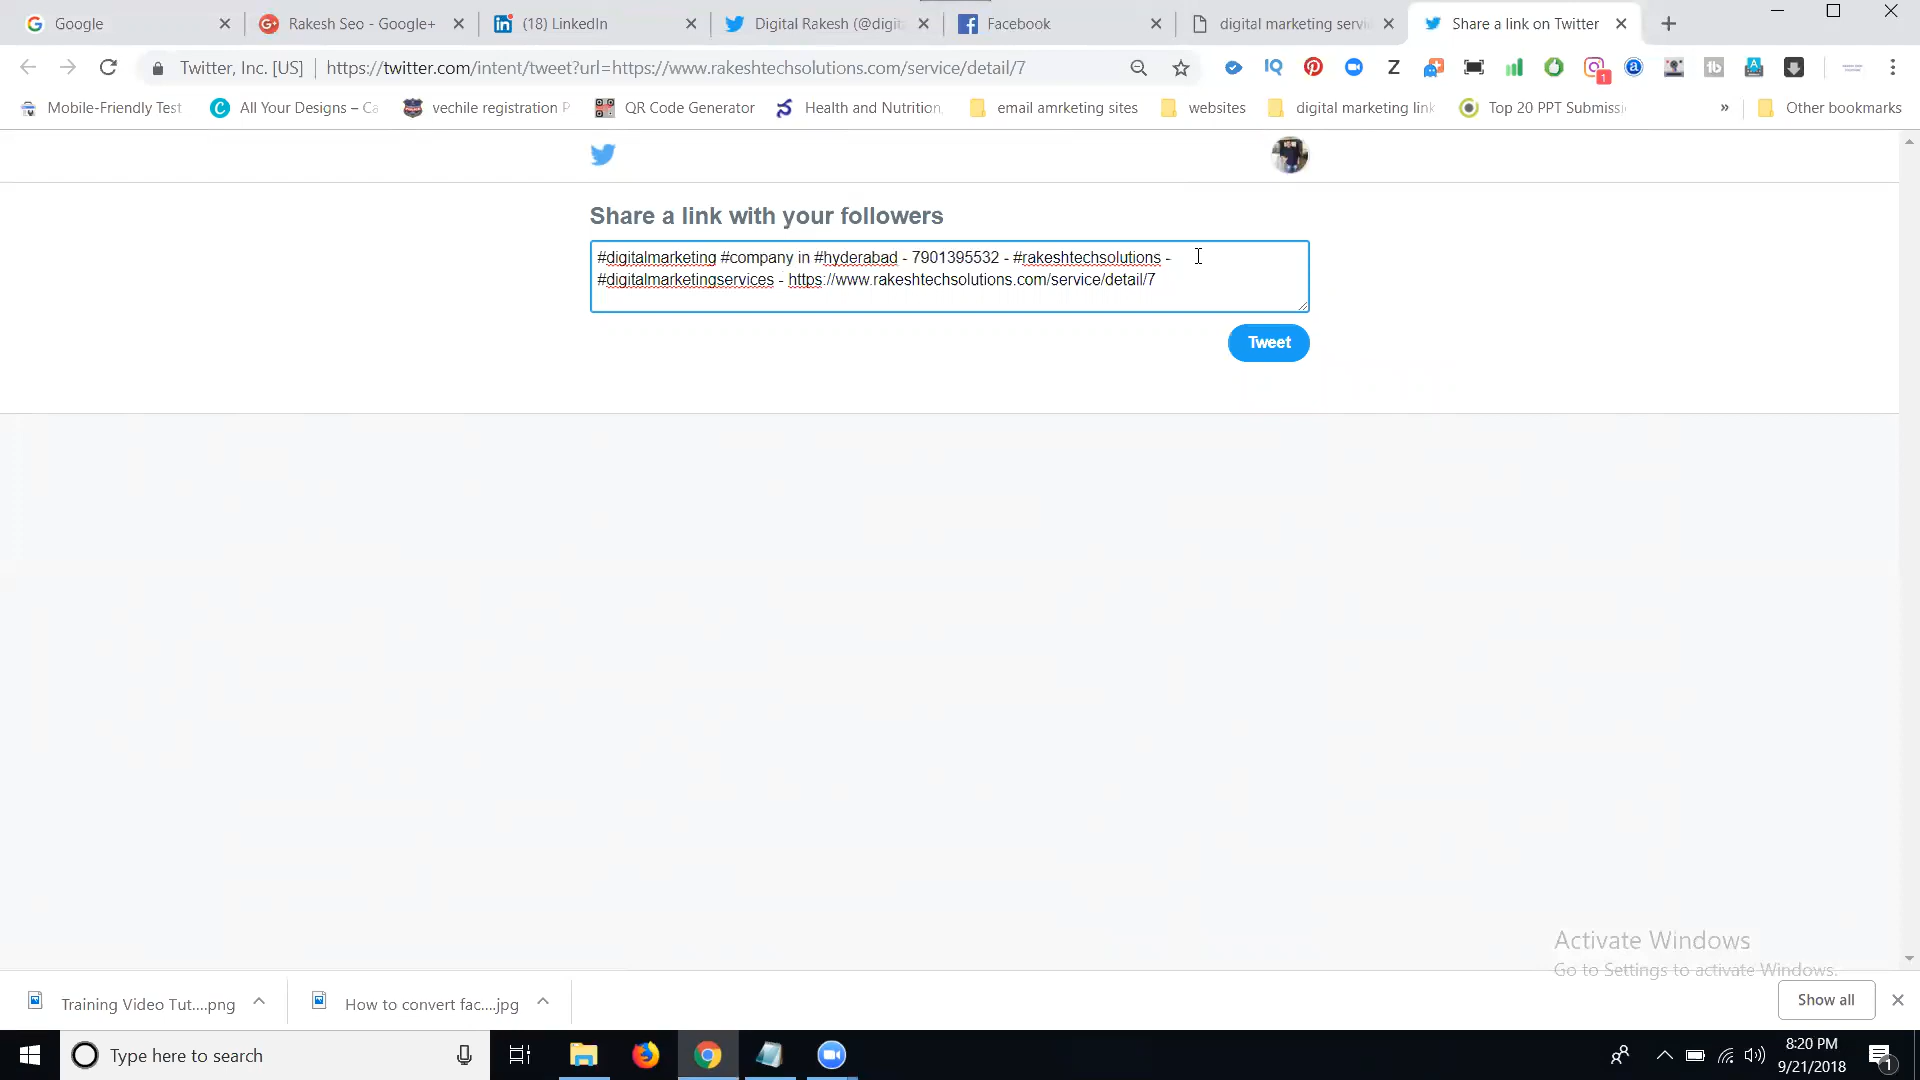 Google
Rakesh Seo - Google+
(18) LinkedIn
Digital Rakesh (@digit
Facebook
digital marketing servi
Share a link on Twitter
Twitter, Inc. [US]
https://twitter.com/intent/tweet?url=https://www.rakeshtechsolutions.com/service/detail/7
Mobile-Friendly Test
All Your Designs – Ca
vechile registration P
QR Code Generator
Health and Nutrition,
email amrketing sites
websites
digital marketing link
Top 20 PPT Submissi
»
Other bookmarks
Share a link with your followers
#digitalmarketing #company in #hyderabad - 7901395532 - #rakeshtechsolutions -
#digitalmarketingservices - https://www.rakeshtechsolutions.com/service/detail/7
Tweet
Activate Windows
Go to Settings to activate Windows.
Training Video Tut....png
How to convert fac....jpg
Show all
Type here to search
8:20 PM
9/21/2018
1